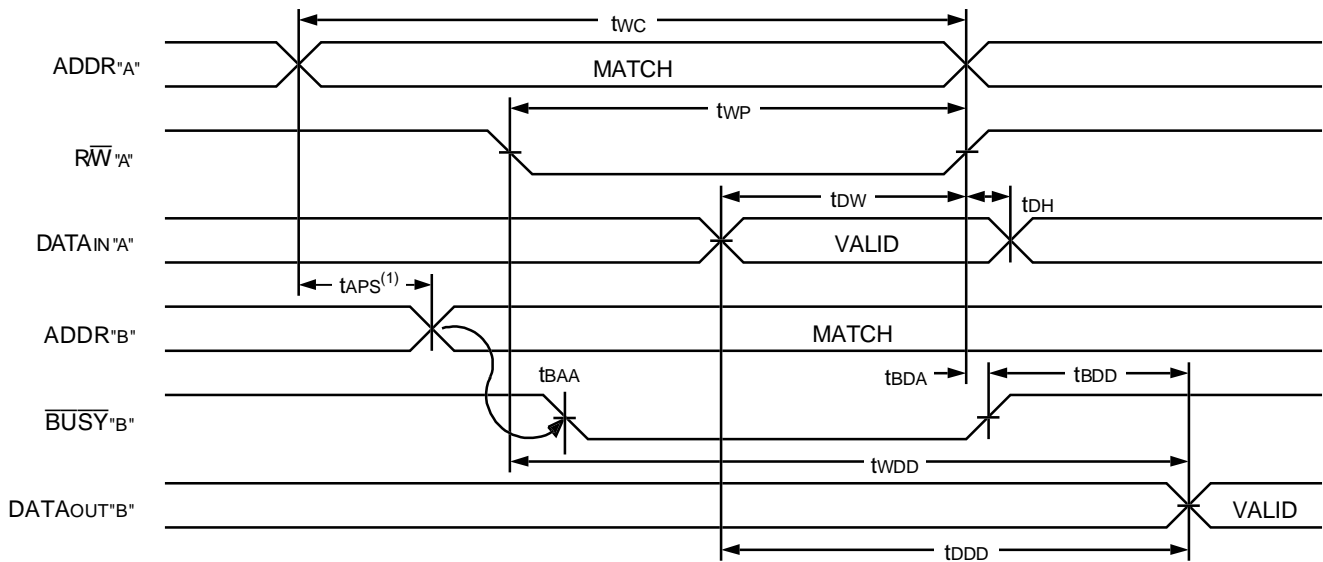 tWC
ADDR"A" MATCH
tWP
R/W̅"A"
tDW tDH
DATAIN"A" VALID
tAPS(1)
ADDR"B" MATCH
tBAA tBDA tBDD
B̅U̅S̅Y̅"B"
tWDD
DATAOUT"B" VALID
tDDD